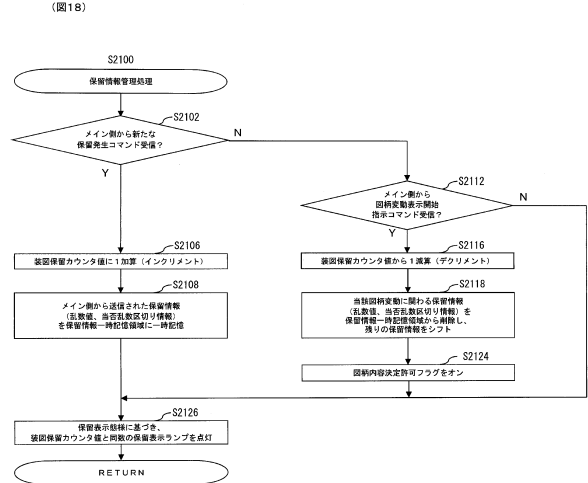 （図18）
S2100
保留情報管理処理
S2102
メイン側から新たな
保留発生コマンド受信？
N
Y
S2112
メイン側から
図柄変動表示開始
指示コマンド受信？
N
Y
S2106
装図保留カウンタ値に１加算（インクリメント）
S2116
装図保留カウンタ値から１減算（デクリメント）
S2108
メイン側から送信された保留情報
（乱数値、当否乱数区切り情報）
を保留情報一時記憶領域に一時記憶
S2118
当該図柄変動に関わる保留情報
（乱数値、当否乱数区切り情報）を
保留情報一時記憶領域から削除し、
残りの保留情報をシフト
S2124
図柄内容決定許可フラグをオン
S2126
保留表示態様に基づき、
装図保留カウンタ値と同数の保留表示ランプを点灯
RETURN